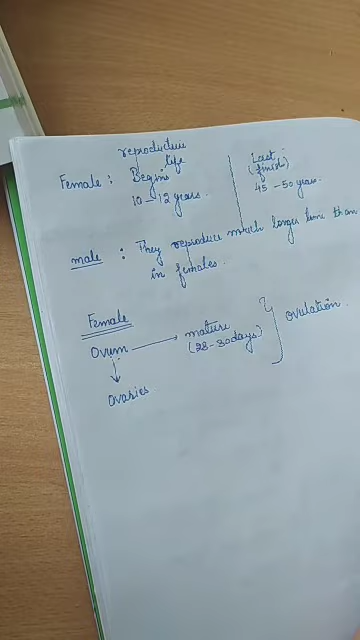 reproductive life
Female : Begins | Last (finish)
10 – 12 years. | 45 – 50 years.
male : They reproduce much longer time than
in females.
Female
Ovum → mature } ovulation.
(28 – 30 days)
↓
Ovaries